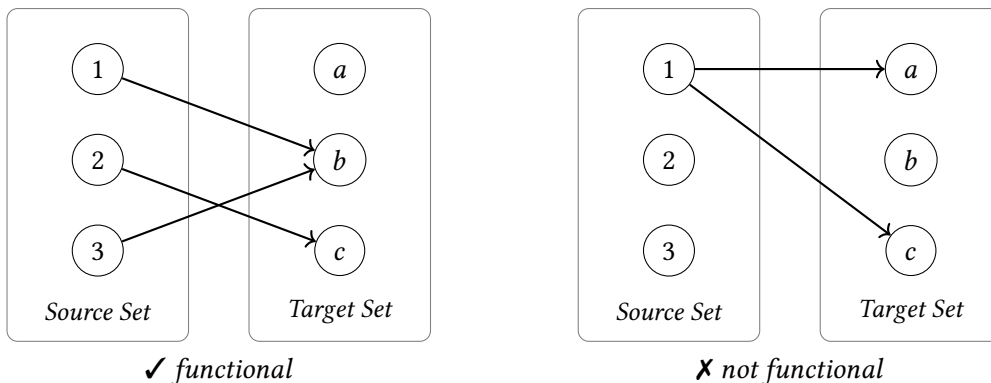 1 a 1 a
2 b 2 b
3 c 3 c
Source Set Target Set Source Set Target Set
✓ functional ✗ not functional